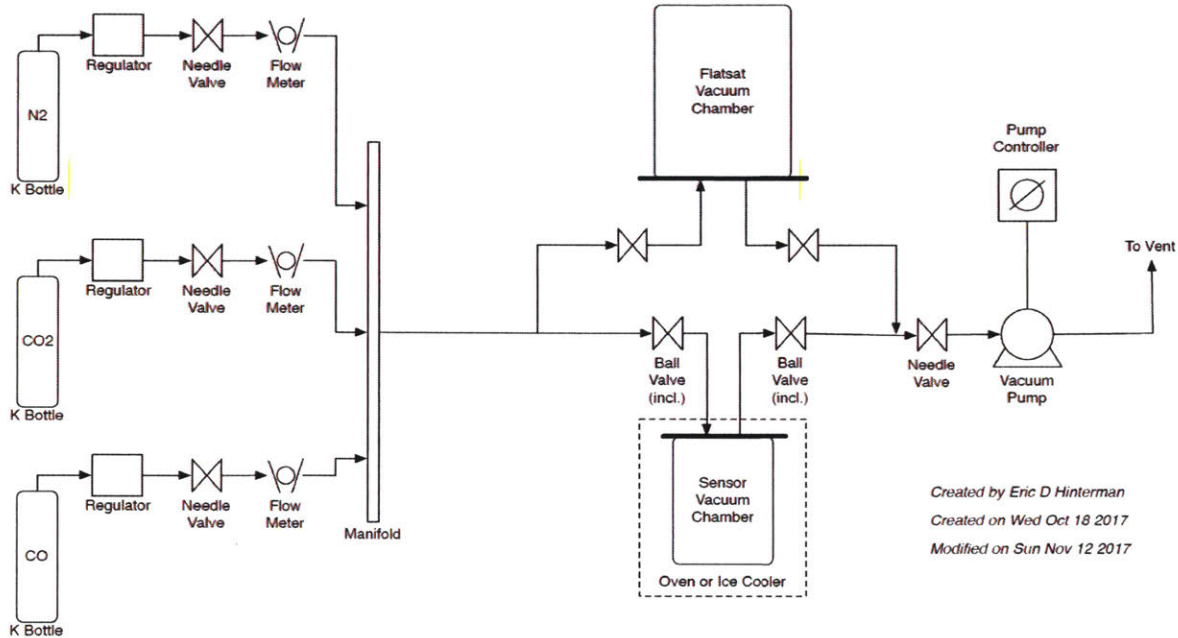 N2
K Bottle
Regulator
Needle
Valve
Flow
Meter
CO2
K Bottle
Regulator
Needle
Valve
Flow
Meter
CO
K Bottle
Regulator
Needle
Valve
Flow
Meter
Manifold
Flatsat
Vacuum
Chamber
Ball
Valve
(incl.)
Ball
Valve
(incl.)
Sensor
Vacuum
Chamber
Oven or Ice Cooler
Needle
Valve
Pump
Controller
Vacuum
Pump
To Vent
Created by Eric D Hinterman
Created on Wed Oct 18 2017
Modified on Sun Nov 12 2017